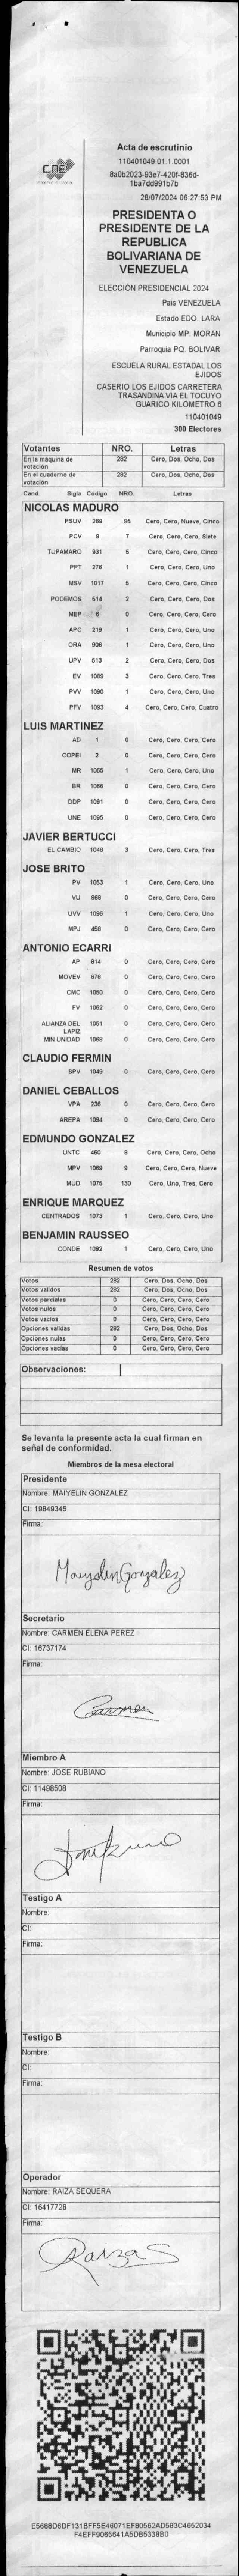 CNE
Acta de escrutinio
110401049.01.1.0001
8a0b2023-93e7-420f-836d-
1ba7dd991b7b
28/07/2024 06:27:53 PM
PRESIDENTA O
PRESIDENTE DE LA
REPUBLICA
BOLIVARIANA DE
VENEZUELA
ELECCIÓN PRESIDENCIAL 2024
Pais VENEZUELA
Estado EDO. LARA
Municipio MP. MORAN
Parroquia PQ. BOLIVAR
ESCUELA RURAL ESTADAL LOS
EJIDOS
CASERIO LOS EJIDOS CARRETERA
TRASANDINA VIA EL TOCUYO
GUARICO KILOMETRO 6
110401049
300 Electores
Votantes NRO. Letras
En la máquina de votación 282 Cero, Dos, Ocho, Dos
En el cuaderno de votación 282 Cero, Dos, Ocho, Dos
Cand. Sigla Código NRO. Letras
NICOLAS MADURO
PSUV 269 95 Cero, Cero, Nueve, Cinco
PCV 9 7 Cero, Cero, Cero, Siete
TUPAMARO 931 5 Cero, Cero, Cero, Cinco
PPT 276 1 Cero, Cero, Cero, Uno
MSV 1017 5 Cero, Cero, Cero, Cinco
PODEMOS 514 2 Cero, Cero, Cero, Dos
MEP 0 Cero, Cero, Cero, Cero
APC 219 1 Cero, Cero, Cero, Uno
ORA 906 1 Cero, Cero, Cero, Uno
UPV 513 2 Cero, Cero, Cero, Dos
EV 1089 3 Cero, Cero, Cero, Tres
PVV 1090 1 Cero, Cero, Cero, Uno
PFV 1093 4 Cero, Cero, Cero, Cuatro
LUIS MARTINEZ
AD 1 0 Cero, Cero, Cero, Cero
COPEI 2 0 Cero, Cero, Cero, Cero
MR 1065 1 Cero, Cero, Cero, Uno
BR 1088 0 Cero, Cero, Cero, Cero
DDP 1091 0 Cero, Cero, Cero, Cero
UNE 1095 0 Cero, Cero, Cero, Cero
JAVIER BERTUCCI
EL CAMBIO 1048 3 Cero, Cero, Cero, Tres
JOSE BRITO
PV 1053 1 Cero, Cero, Cero, Uno
VU 868 0 Cero, Cero, Cero, Cero
UVV 1096 1 Cero, Cero, Cero, Uno
MPJ 458 0 Cero, Cero, Cero, Cero
ANTONIO ECARRI
AP 814 0 Cero, Cero, Cero, Cero
MOVEV 978 0 Cero, Cero, Cero, Cero
CMC 1050 0 Cero, Cero, Cero, Cero
FV 1062 0 Cero, Cero, Cero, Cero
ALIANZA DEL LAPIZ 1051 0 Cero, Cero, Cero, Cero
MIN UNIDAD 1068 0 Cero, Cero, Cero, Cero
CLAUDIO FERMIN
SPV 1049 0 Cero, Cero, Cero, Cero
DANIEL CEBALLOS
VPA 236 0 Cero, Cero, Cero, Cero
AREPA 1094 0 Cero, Cero, Cero, Cero
EDMUNDO GONZALEZ
UNTC 460 8 Cero, Cero, Cero, Ocho
MPV 1069 9 Cero, Cero, Cero, Nueve
MUD 1075 130 Cero, Uno, Tres, Cero
ENRIQUE MARQUEZ
CENTRADOS 1073 1 Cero, Cero, Cero, Uno
BENJAMIN RAUSSEO
CONDE 1092 1 Cero, Cero, Cero, Uno
Resumen de votos
Votos 282 Cero, Dos, Ocho, Dos
Votos validos 282 Cero, Dos, Ocho, Dos
Votos parciales 0 Cero, Cero, Cero, Cero
Votos nulos 0 Cero, Cero, Cero, Cero
Votos vacios 0 Cero, Cero, Cero, Cero
Opciones validas 282 Cero, Dos, Ocho, Dos
Opciones nulas 0 Cero, Cero, Cero, Cero
Opciones vacías 0 Cero, Cero, Cero, Cero
Observaciones:
Se levanta la presente acta la cual firman en
señal de conformidad.
Miembros de la mesa electoral
Presidente
Nombre: MAIYELIN GONZALEZ
CI: 19849345
Firma:
Maiyelin Gonzalez
Secretario
Nombre: CARMEN ELENA PEREZ
CI: 16737174
Firma:
Carmen
Miembro A
Nombre: JOSE RUBIANO
CI: 11498508
Firma:
Testigo A
Nombre:
CI:
Firma:
Testigo B
Nombre:
CI:
Firma:
Operador
Nombre: RAIZA SEQUERA
CI: 16417728
Firma:
Raiza S
E5688D6DF131BFF5E46071EF80562AD583C4652034
F4EFF9065641A5DB5338B0